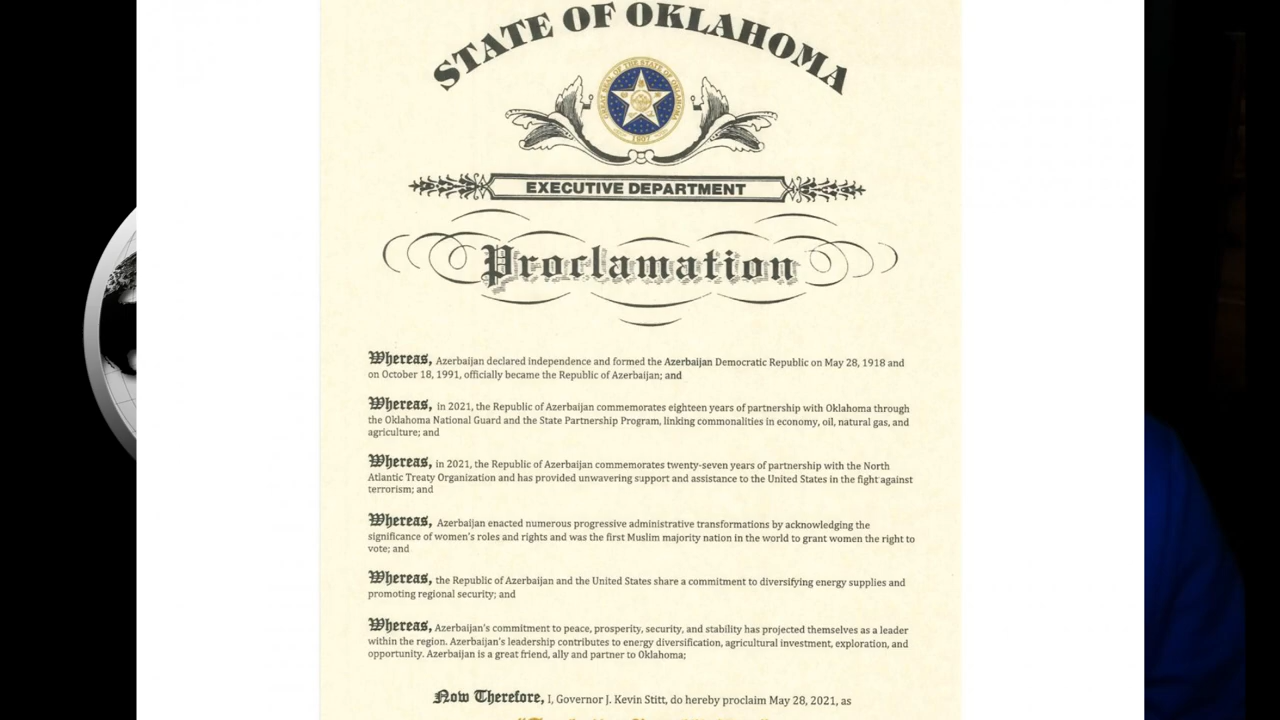 STATE OF OKLAHOMA
GREAT SEAL OF THE STATE OF OKLAHOMA
1907
EXECUTIVE DEPARTMENT
Proclamation
Whereas, Azerbaijan declared independence and formed the Azerbaijan Democratic Republic on May 28, 1918 and
on October 18, 1991, officially became the Republic of Azerbaijan; and
Whereas, in 2021, the Republic of Azerbaijan commemorates eighteen years of partnership with Oklahoma through
the Oklahoma National Guard and the State Partnership Program, linking commonalities in economy, oil, natural gas, and
agriculture; and
Whereas, in 2021, the Republic of Azerbaijan commemorates twenty-seven years of partnership with the North
Atlantic Treaty Organization and has provided unwavering support and assistance to the United States in the fight against
terrorism; and
Whereas, Azerbaijan enacted numerous progressive administrative transformations by acknowledging the
significance of women's roles and rights and was the first Muslim majority nation in the world to grant women the right to
vote; and
Whereas, the Republic of Azerbaijan and the United States share a commitment to diversifying energy supplies and
promoting regional security; and
Whereas, Azerbaijan's commitment to peace, prosperity, security, and stability has projected themselves as a leader
within the region. Azerbaijan's leadership contributes to energy diversification, agricultural investment, exploration, and
opportunity. Azerbaijan is a great friend, ally and partner to Oklahoma;
Now Therefore, I, Governor J. Kevin Stitt, do hereby proclaim May 28, 2021, as